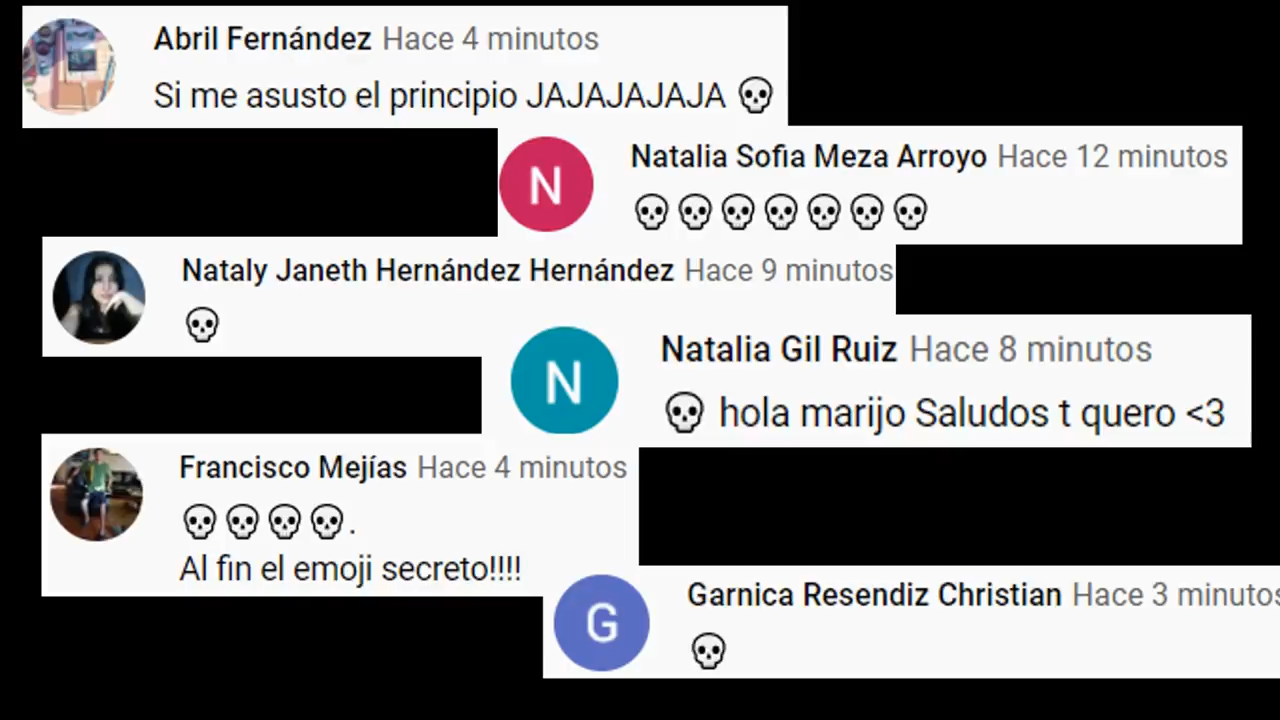 Abril Fernández Hace 4 minutos
Si me asusto el principio JAJAJAJAJA 💀
N
Natalia Sofia Meza Arroyo Hace 12 minutos
💀💀💀💀💀💀💀
Nataly Janeth Hernández Hernández Hace 9 minutos
💀
N
Natalia Gil Ruiz Hace 8 minutos
💀 hola marijo Saludos t quero <3
Francisco Mejías Hace 4 minutos
💀💀💀💀.
Al fin el emoji secreto!!!!
G
Garnica Resendiz Christian Hace 3 minutos
💀